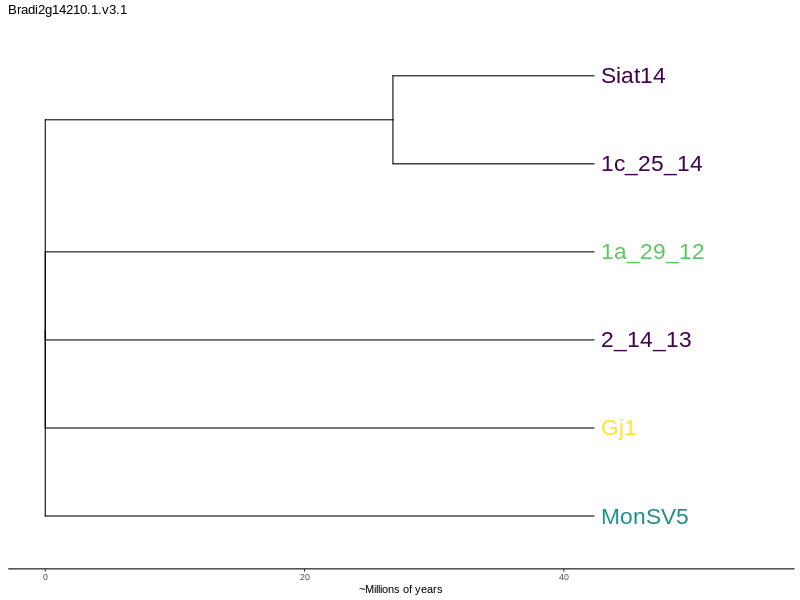 Bradi2g14210.1.v3.1
Siat14
1c_25_14
1a_29_12
2_14_13
Gj1
MonSV5
0 20 40
~Millions of years